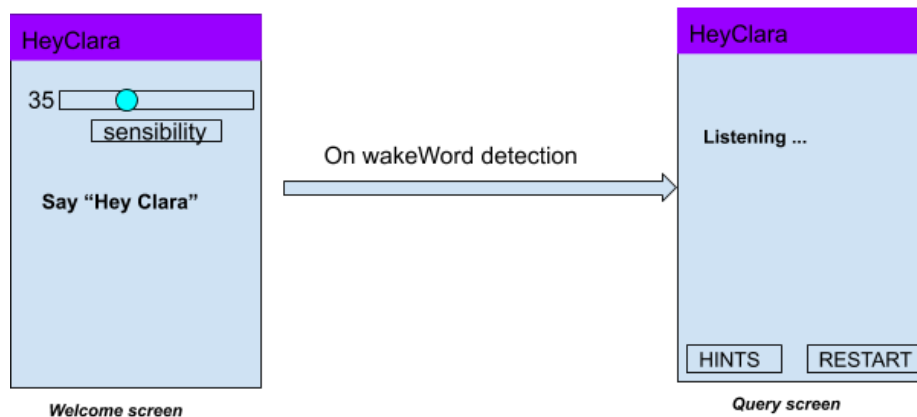 HeyClara
35
sensibility
Say “Hey Clara”
Welcome screen
On wakeWord detection
HeyClara
Listening ...
HINTS
RESTART
Query screen